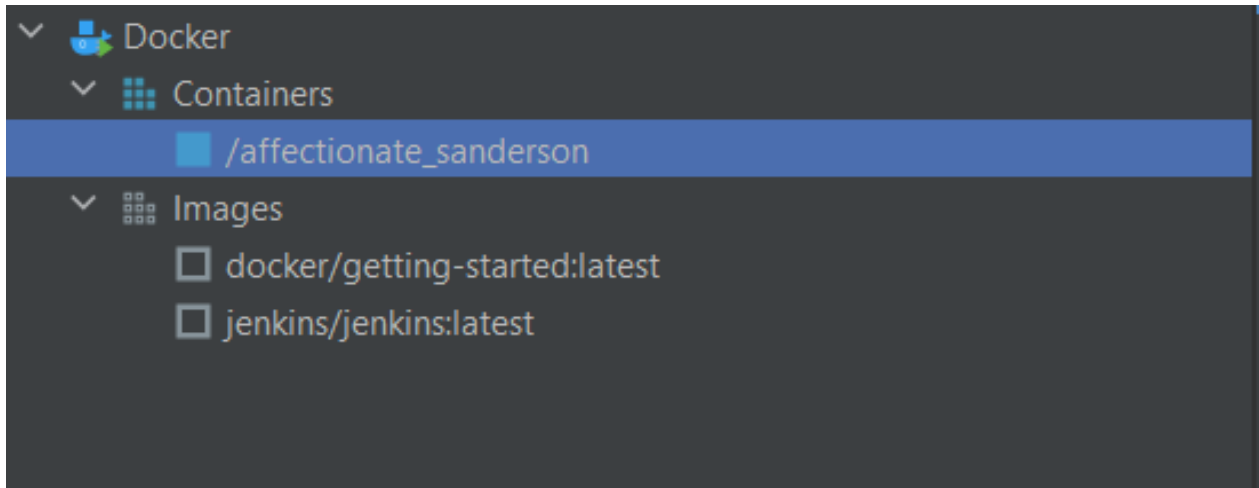 Docker
Containers
/affectionate_sanderson
Images
docker/getting-started:latest
jenkins/jenkins:latest